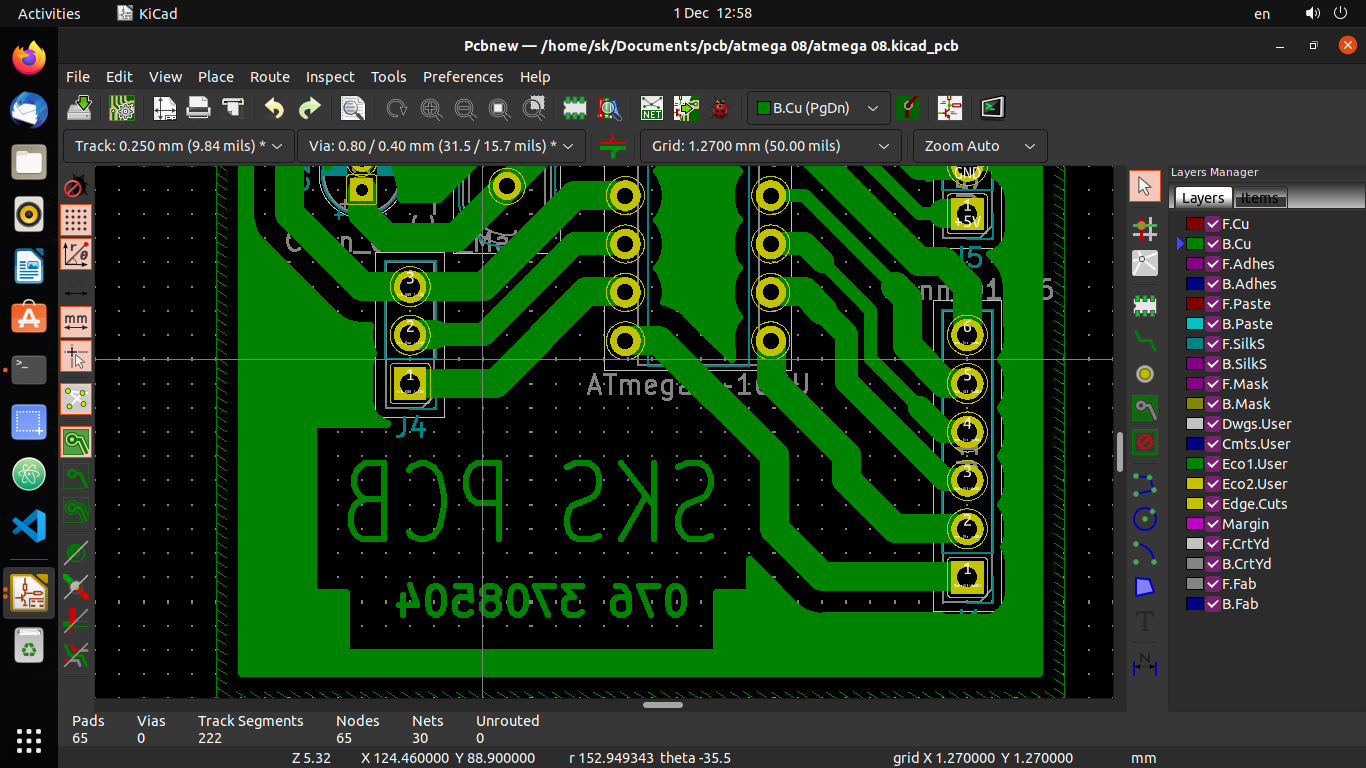 Activities KiCad 1 Dec 12:58 en
Pcbnew — /home/sk/Documents/pcb/atmega 08/atmega 08.kicad_pcb
File Edit View Place Route Inspect Tools Preferences Help
NET B.Cu (PgDn)
Track: 0.250 mm (9.84 mils) * Via: 0.80 / 0.40 mm (31.5 / 15.7 mils) * Grid: 1.2700 mm (50.00 mils) Zoom Auto
Layers Manager
Layers Items
F.Cu
B.Cu
F.Adhes
B.Adhes
F.Paste
B.Paste
F.SilkS
B.SilkS
F.Mask
B.Mask
Dwgs.User
Cmts.User
Eco1.User
Eco2.User
Edge.Cuts
Margin
F.CrtYd
B.CrtYd
F.Fab
B.Fab
mm
GND
1
+5V
J5
3
2
1
J4
6
5
4
3
2
1
SKS PCB
076 3708504
Pads Vias Track Segments Nodes Nets Unrouted
65 0 222 65 30 0
Z 5.32 X 124.460000 Y 88.900000 r 152.949343 theta -35.5 grid X 1.270000 Y 1.270000 mm